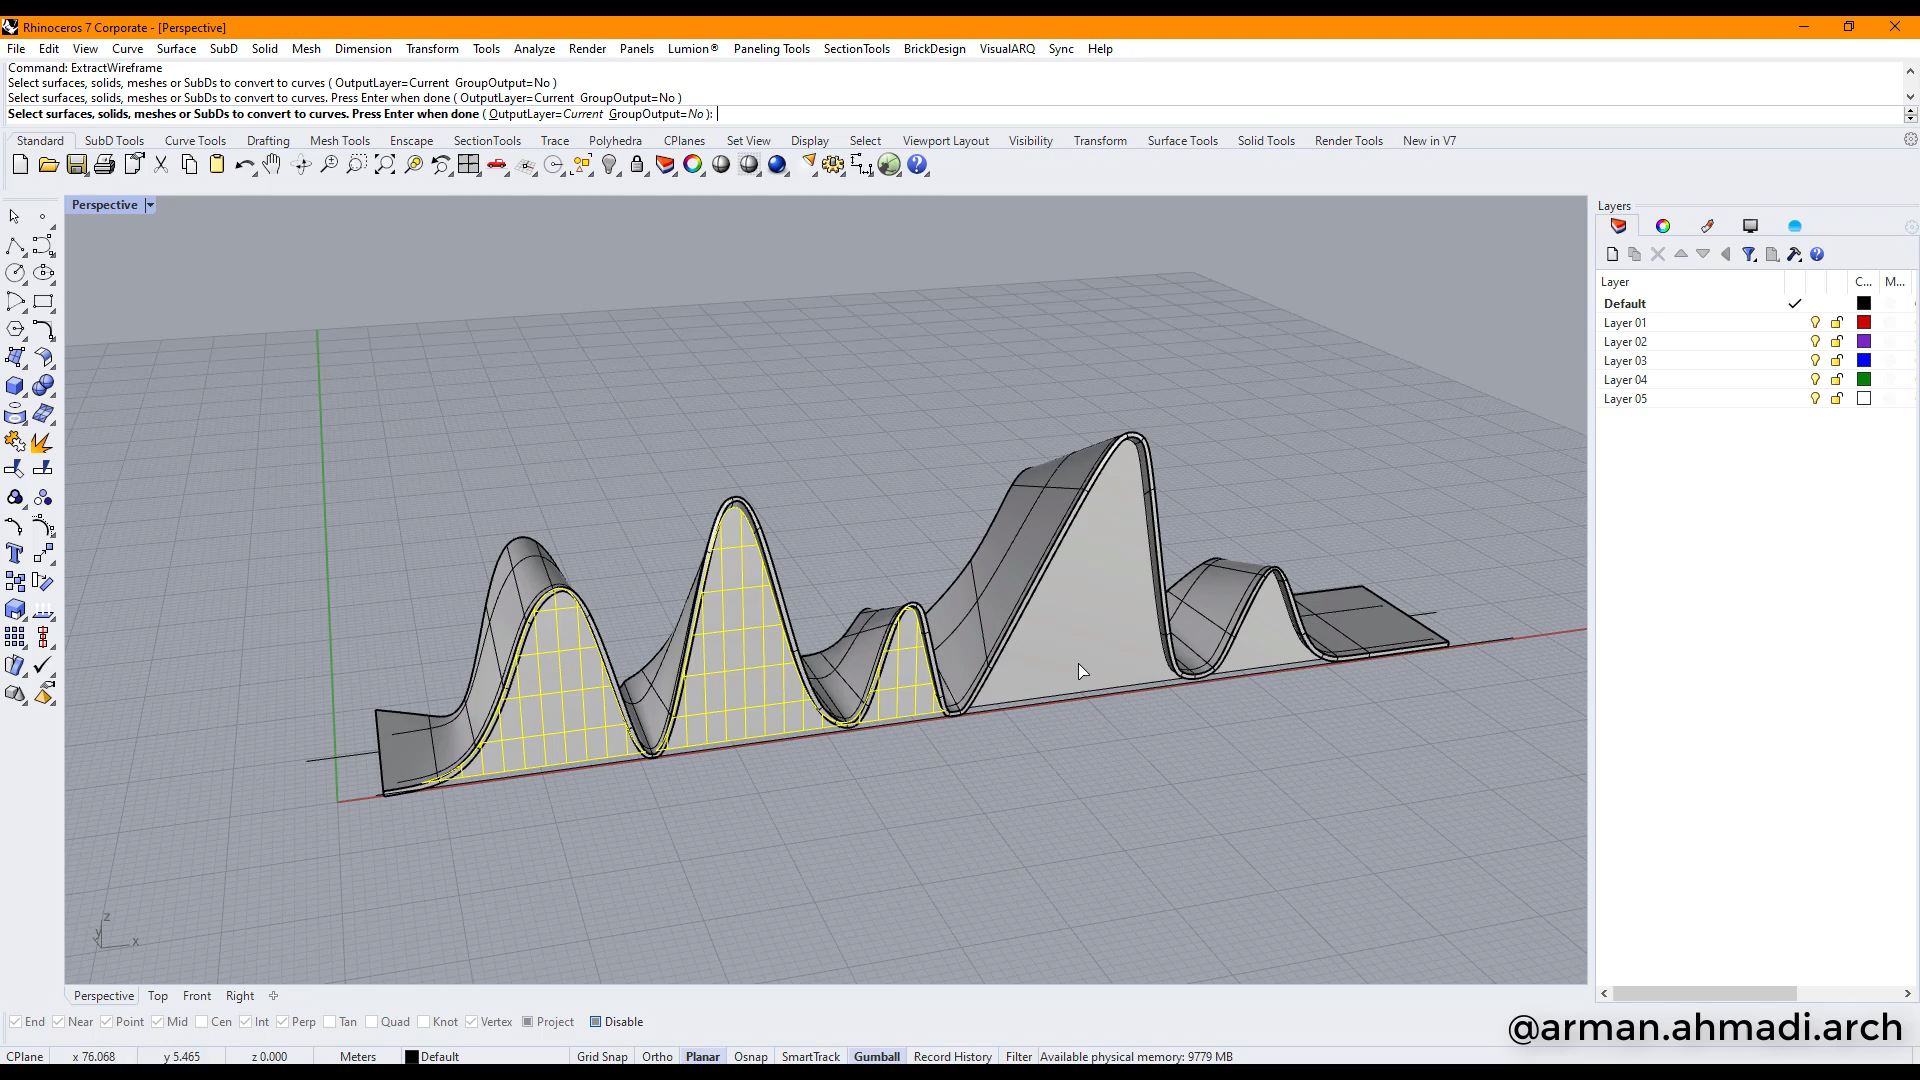 Rhinoceros 7 Corporate - [Perspective]
File Edit View Curve Surface SubD Solid Mesh Dimension Transform Tools Analyze Render Panels Lumion® Paneling Tools SectionTools BrickDesign VisualARQ Sync Help
Command: ExtractWireframe
Select surfaces, solids, meshes or SubDs to convert to curves ( OutputLayer=Current GroupOutput=No )
Select surfaces, solids, meshes or SubDs to convert to curves. Press Enter when done ( OutputLayer=Current GroupOutput=No )
Select surfaces, solids, meshes or SubDs to convert to curves. Press Enter when done ( OutputLayer=Current GroupOutput=No ):
Standard SubD Tools Curve Tools Drafting Mesh Tools Escape SectionTools Trace Polyhedra CPlanes Set View Display Select Viewport Layout Visibility Transform Surface Tools Solid Tools Render Tools New in V7
Perspective
Layers
Layer C... M...
Default
Layer 01
Layer 02
Layer 03
Layer 04
Layer 05
z
y
x
Perspective Top Front Right
End Near Point Mid Cen Int Perp Tan Quad Knot Vertex Project Disable
@arman.ahmadi.arch
CPlane x 76.068 y 5.465 z 0.000 Meters Default Grid Snap Ortho Planar Osnap SmartTrack Gumball Record History Filter Available physical memory: 9779 MB